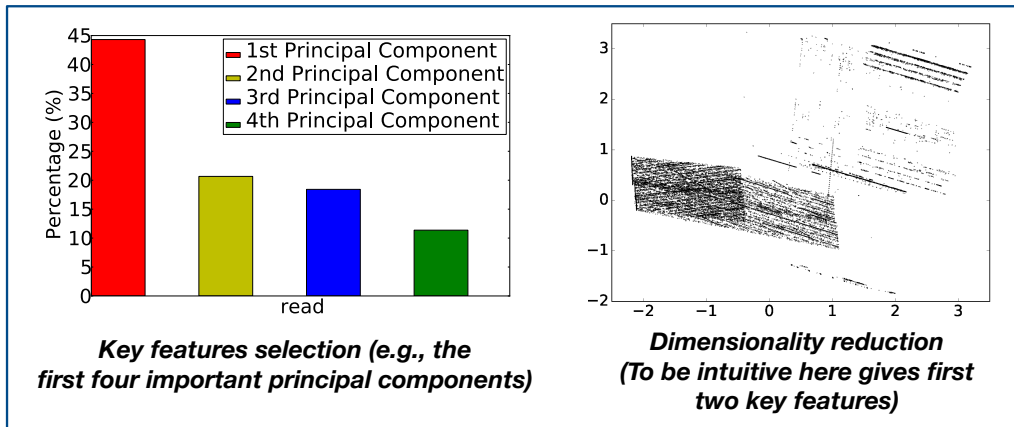 45
40
35
30
25
20
15
10
5
0
Percentage (%)
1st Principal Component
2nd Principal Component
3rd Principal Component
4th Principal Component
read
Key features selection (e.g., the
first four important principal components)
3
2
1
0
−1
−2
−2 −1 0 1 2 3
Dimensionality reduction
(To be intuitive here gives first
two key features)